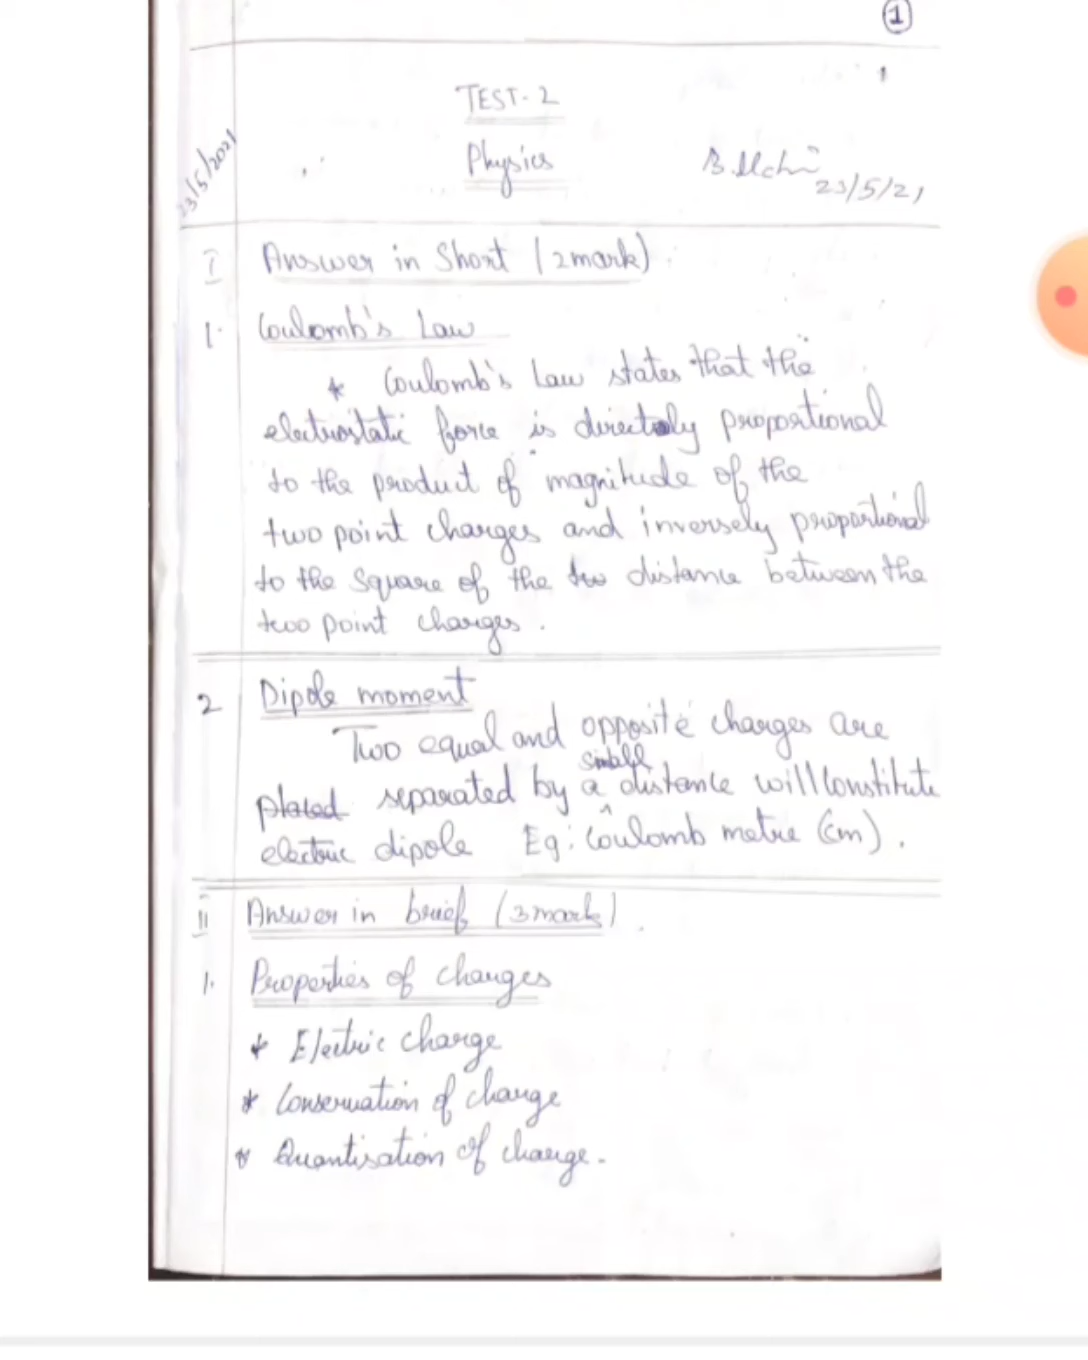 1
TEST-2
23/5/2021
Physics
23/5/21
I Answer in Short (2mark)
1. Coulomb's Law
* Coulomb's Law states that the
electrostatic force is directly proportional
to the product of magnitude of the
two point charges and inversely proportional
to the square of the two distance between the
two point charges.
2 Dipole moment
Two equal and opposite charges are
placed separated by a small distance will constitute
electric dipole Eg: Coulomb metre (cm).
II Answer in brief (3mark)
1. Properties of charges
* Electric charge
* Conservation of charge
* Quantisation of charge.